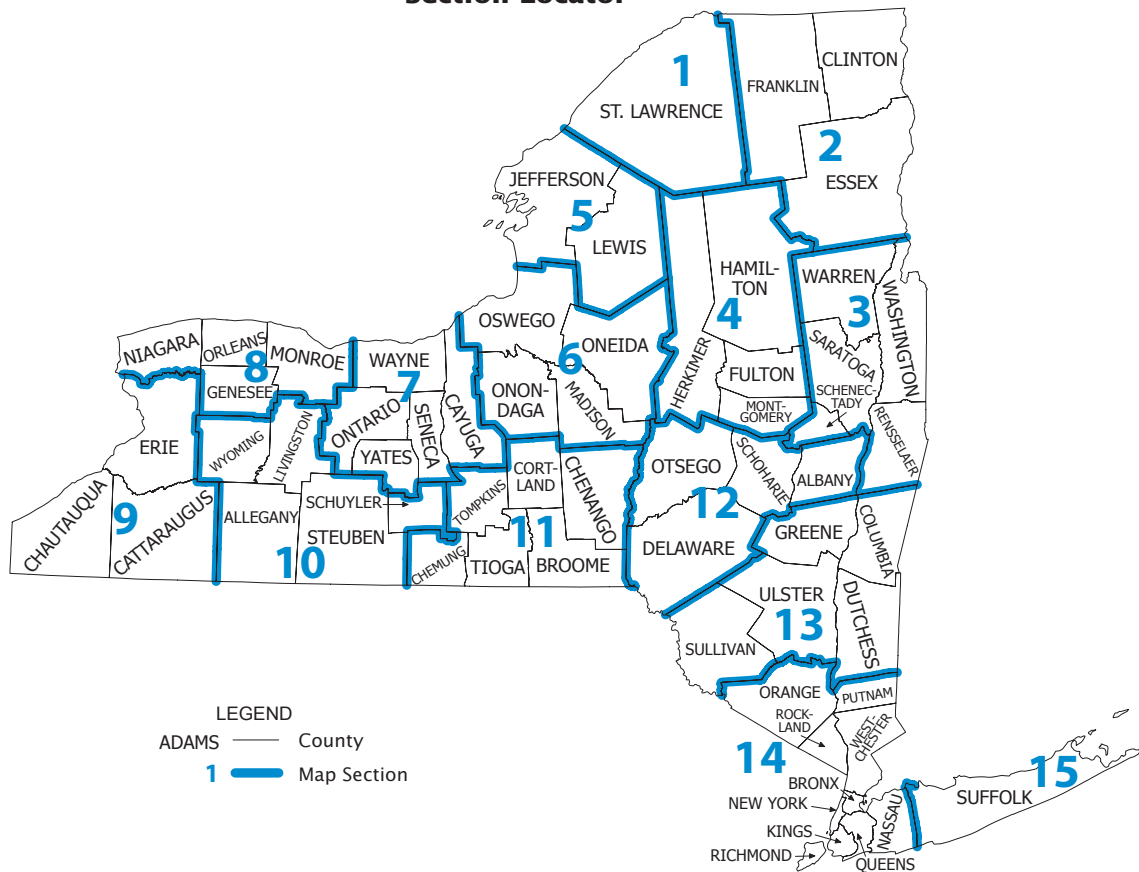 Section Locator
1
ST. LAWRENCE
FRANKLIN
CLINTON
2
ESSEX
JEFFERSON
5
LEWIS
HAMIL-
TON
4
HERKIMER
FULTON
MONT-
GOMERY
WARREN
3
WASHINGTON
SARATOGA
SCHENEC-
TADY
RENSSELAER
OSWEGO
6
ONEIDA
ONON-
DAGA
MADISON
NIAGARA
ORLEANS
MONROE
8
GENESEE
WAYNE
7
ONTARIO
SENECA
CAYUGA
YATES
ERIE
WYOMING
LIVINGSTON
CHAUTAUQUA
9
CATTARAUGUS
ALLEGANY
10
STEUBEN
SCHUYLER
CHEMUNG
TOMPKINS
CORT-
LAND
CHENANGO
11
TIOGA
BROOME
OTSEGO
SCHOHARIE
ALBANY
12
DELAWARE
GREENE
COLUMBIA
ULSTER
13
DUTCHESS
SULLIVAN
ORANGE
PUTNAM
ROCK-
LAND
WEST-
CHESTER
14
BRONX
NEW YORK
KINGS
RICHMOND
QUEENS
NASSAU
SUFFOLK
15
LEGEND
ADAMS County
1 Map Section